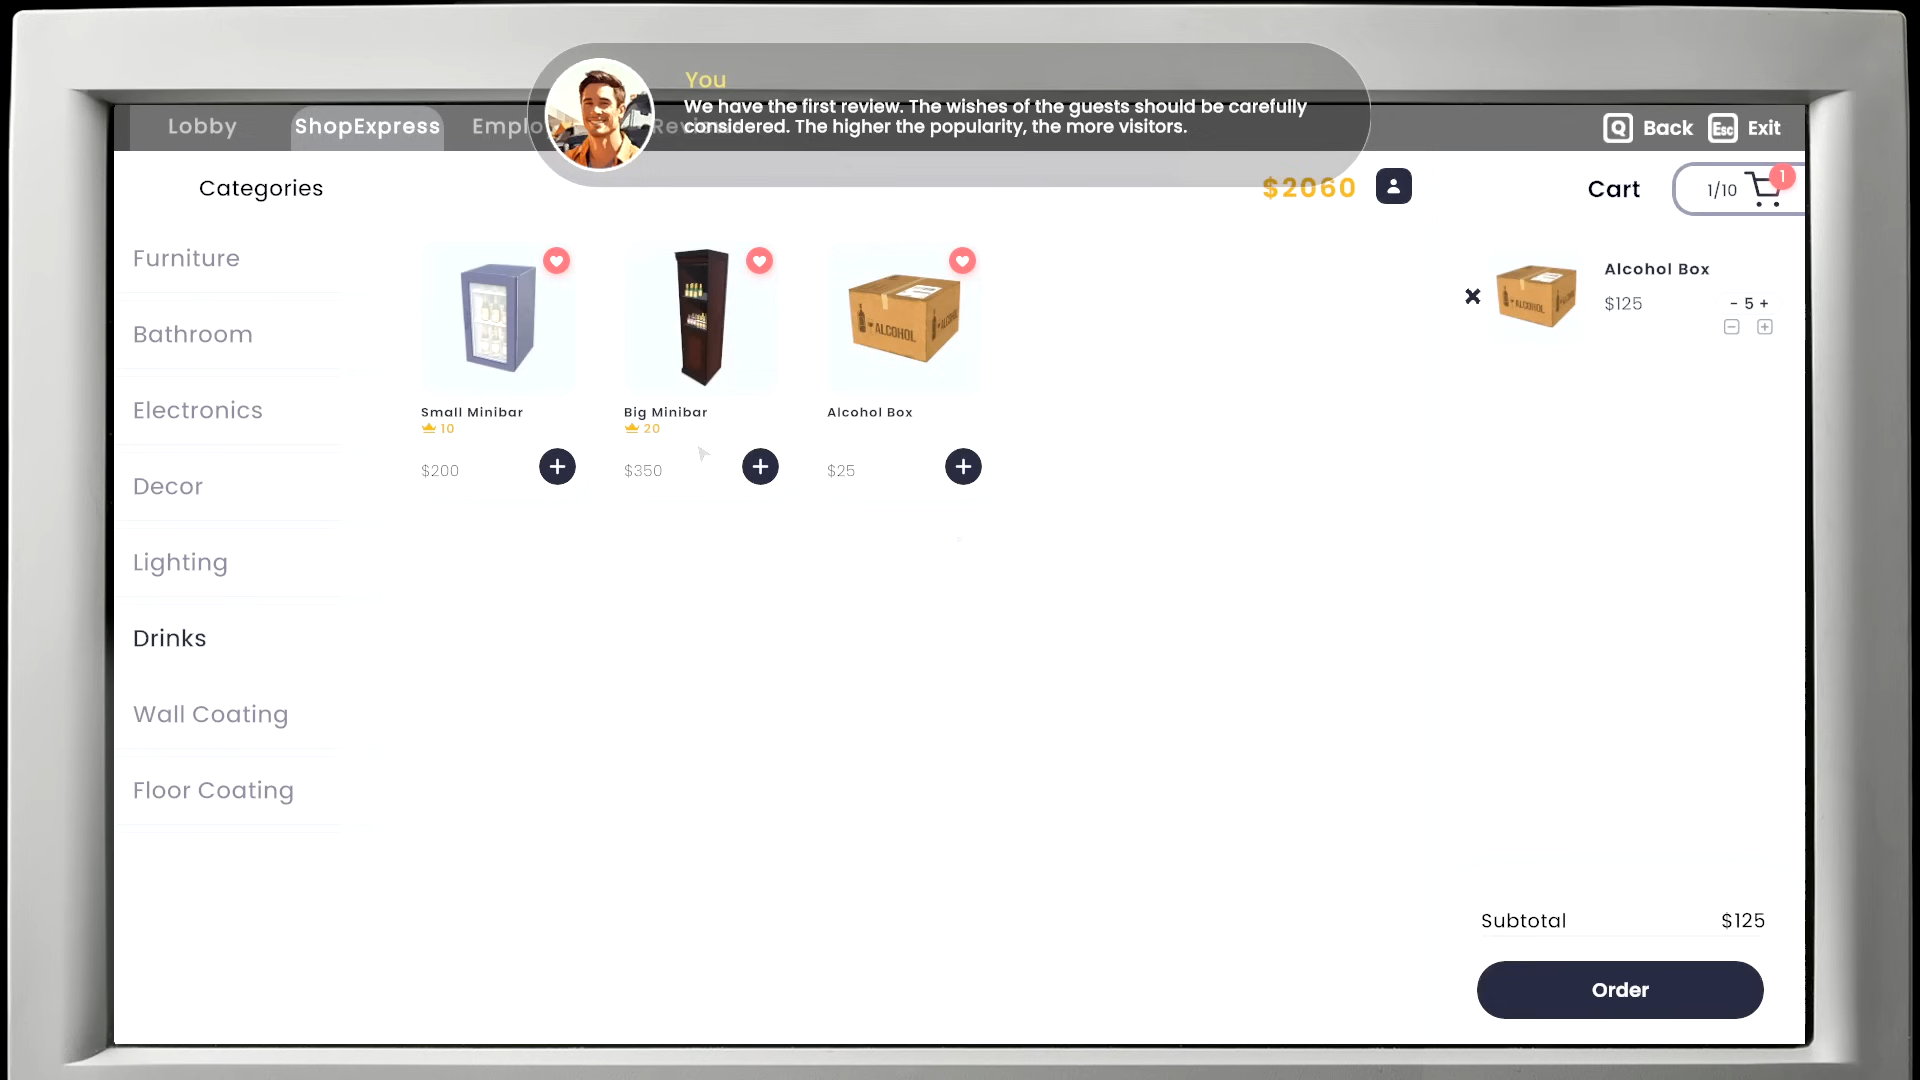 You
We have the first review. The wishes of the guests should be carefully
considered. The higher the popularity, the more visitors.
Lobby
ShopExpress
Q Back
Esc Exit
Categories
$2060
Cart
1/10
1
Furniture
Bathroom
Electronics
Decor
Lighting
Drinks
Wall Coating
Floor Coating
ALCOHOL
Small Minibar
10
$200
Big Minibar
20
$350
Alcohol Box
$25
ALCOHOL
Alcohol Box
$125
- 5 +
Subtotal
$125
Order